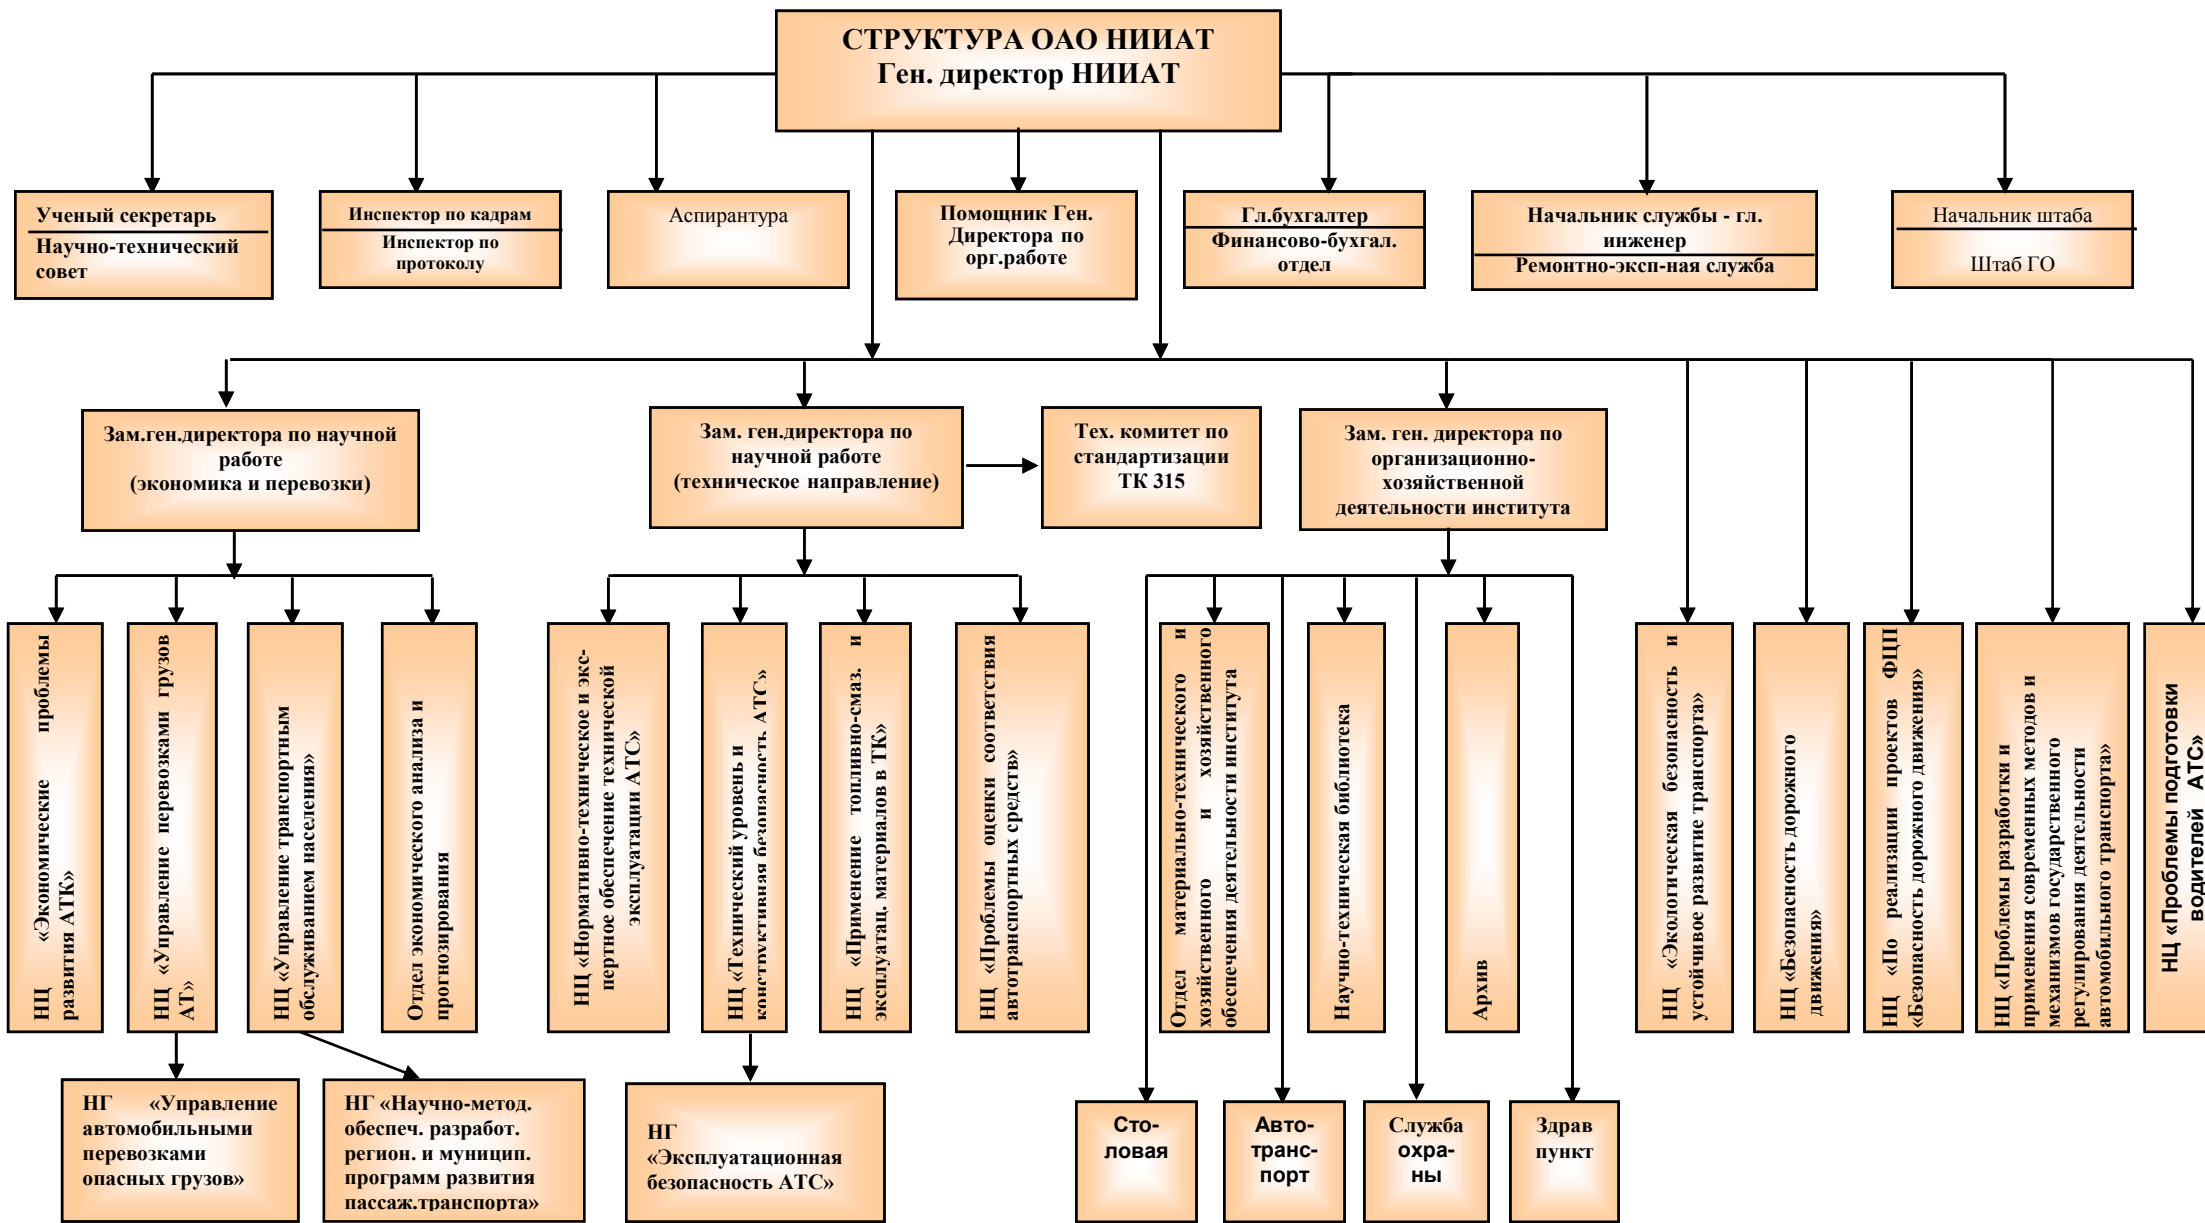 СТРУКТУРА ОАО НИИАТ
Ген. директор НИИАТ
Ученый секретарь
Научно-технический
совет
Инспектор по кадрам
Инспектор по
протоколу
Аспирантура
Помощник Ген.
Директора по
орг.работе
Гл.бухгалтер
Финансово-бухгал.
отдел
Начальник службы - гл.
инженер
Ремонтно-эксп-ная служба
Начальник штаба
Штаб ГО
Зам.ген.директора по научной
работе
(экономика и перевозки)
Зам. ген.директора по
научной работе
(техническое направление)
Тех. комитет по
стандартизации
ТК 315
Зам. ген. директора по
организационно-
хозяйственной
деятельности института
НЦ «Экономические проблемы
развития АТК»
НЦ «Управление перевозками грузов
АТ»
НЦ «Управление транспортным
обслуживанием населения»
Отдел экономического анализа и
прогнозирования
НЦ «Нормативно-техническое и экс-
пертное обеспечение технической
эксплуатации АТС»
НЦ «Технический уровень и
конструктивная безопасность АТС»
НЦ «Применение топливно-смаз. и
эксплуатац. материалов в ТК»
НЦ «Проблемы оценки соответствия
автотранспортных средств»
Отдел материально-технического и
хозяйственного и хозяйственного
обеспечения деятельности института
Научно-техническая библиотека
Архив
НЦ «Экологическая безопасность и
устойчивое развитие транспорта»
НЦ «Безопасность дорожного
движения»
НЦ «По реализации проектов ФЦП
«Безопасность дорожного движения»
НЦ «Проблемы разработки и
применения современных методов и
механизмов государственного
регулирования деятельности
автомобильного транспорта»
НЦ «Проблемы подготовки
водителей АТС»
НГ «Управление
автомобильными
перевозками
опасных грузов»
НГ «Научно-метод.
обеспеч. разработ.
регион. и муницип.
программ развития
пассаж.транспорта»
НГ
«Эксплуатационная
безопасность АТС»
Сто-
ловая
Авто-
транс-
порт
Служба
охра-
ны
Здрав
пункт